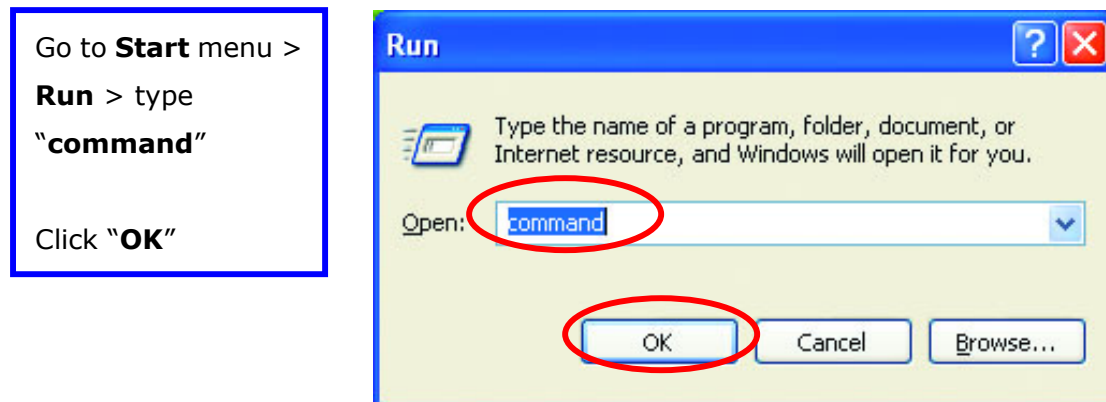 Go to Start menu >
Run > type
“command”
Click “OK”
Run
Type the name of a program, folder, document, or
Internet resource, and Windows will open it for you.
Open: command
OK Cancel Browse...